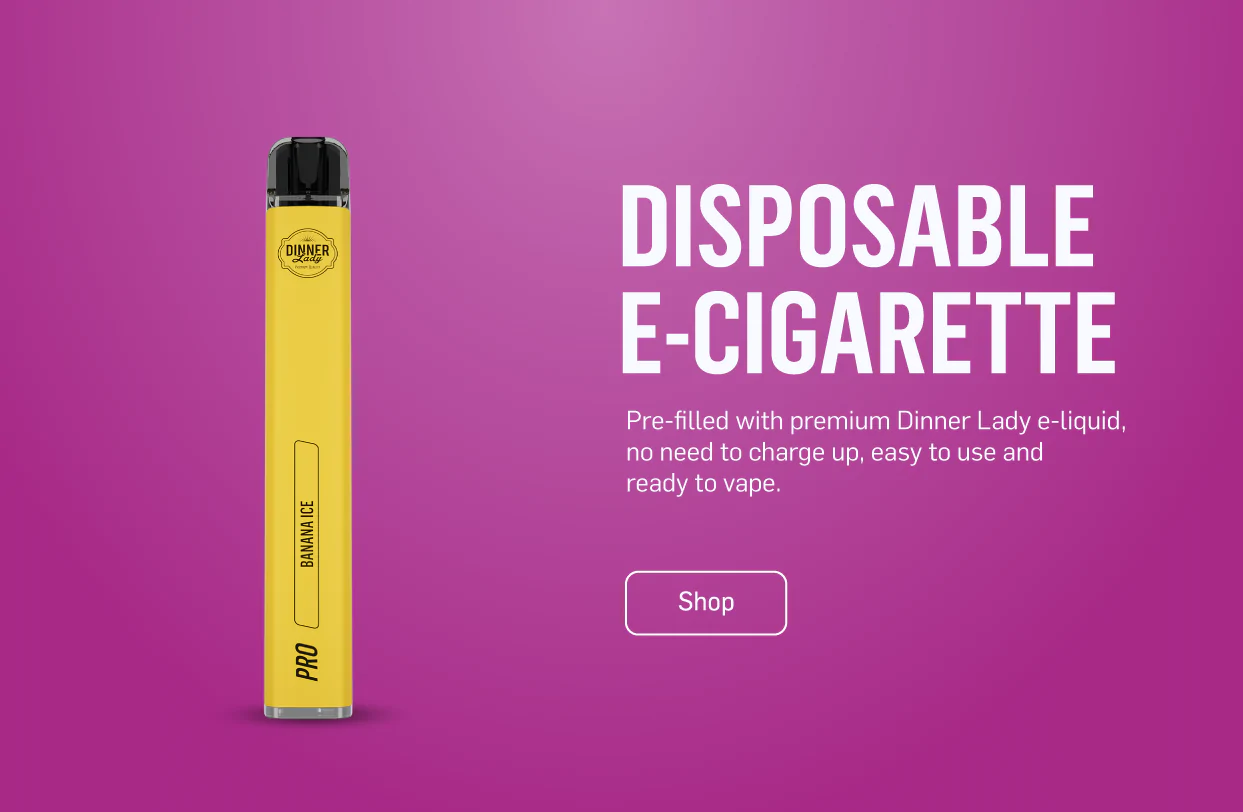 DINNER
Lady
BANANA ICE
PRO
DISPOSABLE
E-CIGARETTE
Pre-filled with premium Dinner Lady e-liquid,
no need to charge up, easy to use and
ready to vape.
Shop